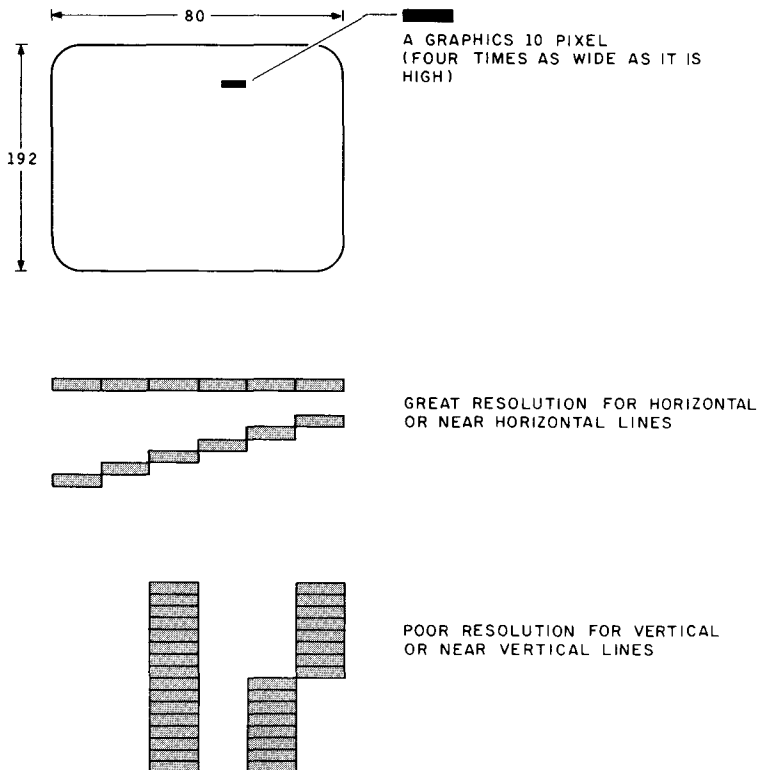 80
A GRAPHICS 10 PIXEL
(FOUR TIMES AS WIDE AS IT IS
HIGH)
192
GREAT RESOLUTION FOR HORIZONTAL
OR NEAR HORIZONTAL LINES
POOR RESOLUTION FOR VERTICAL
OR NEAR VERTICAL LINES